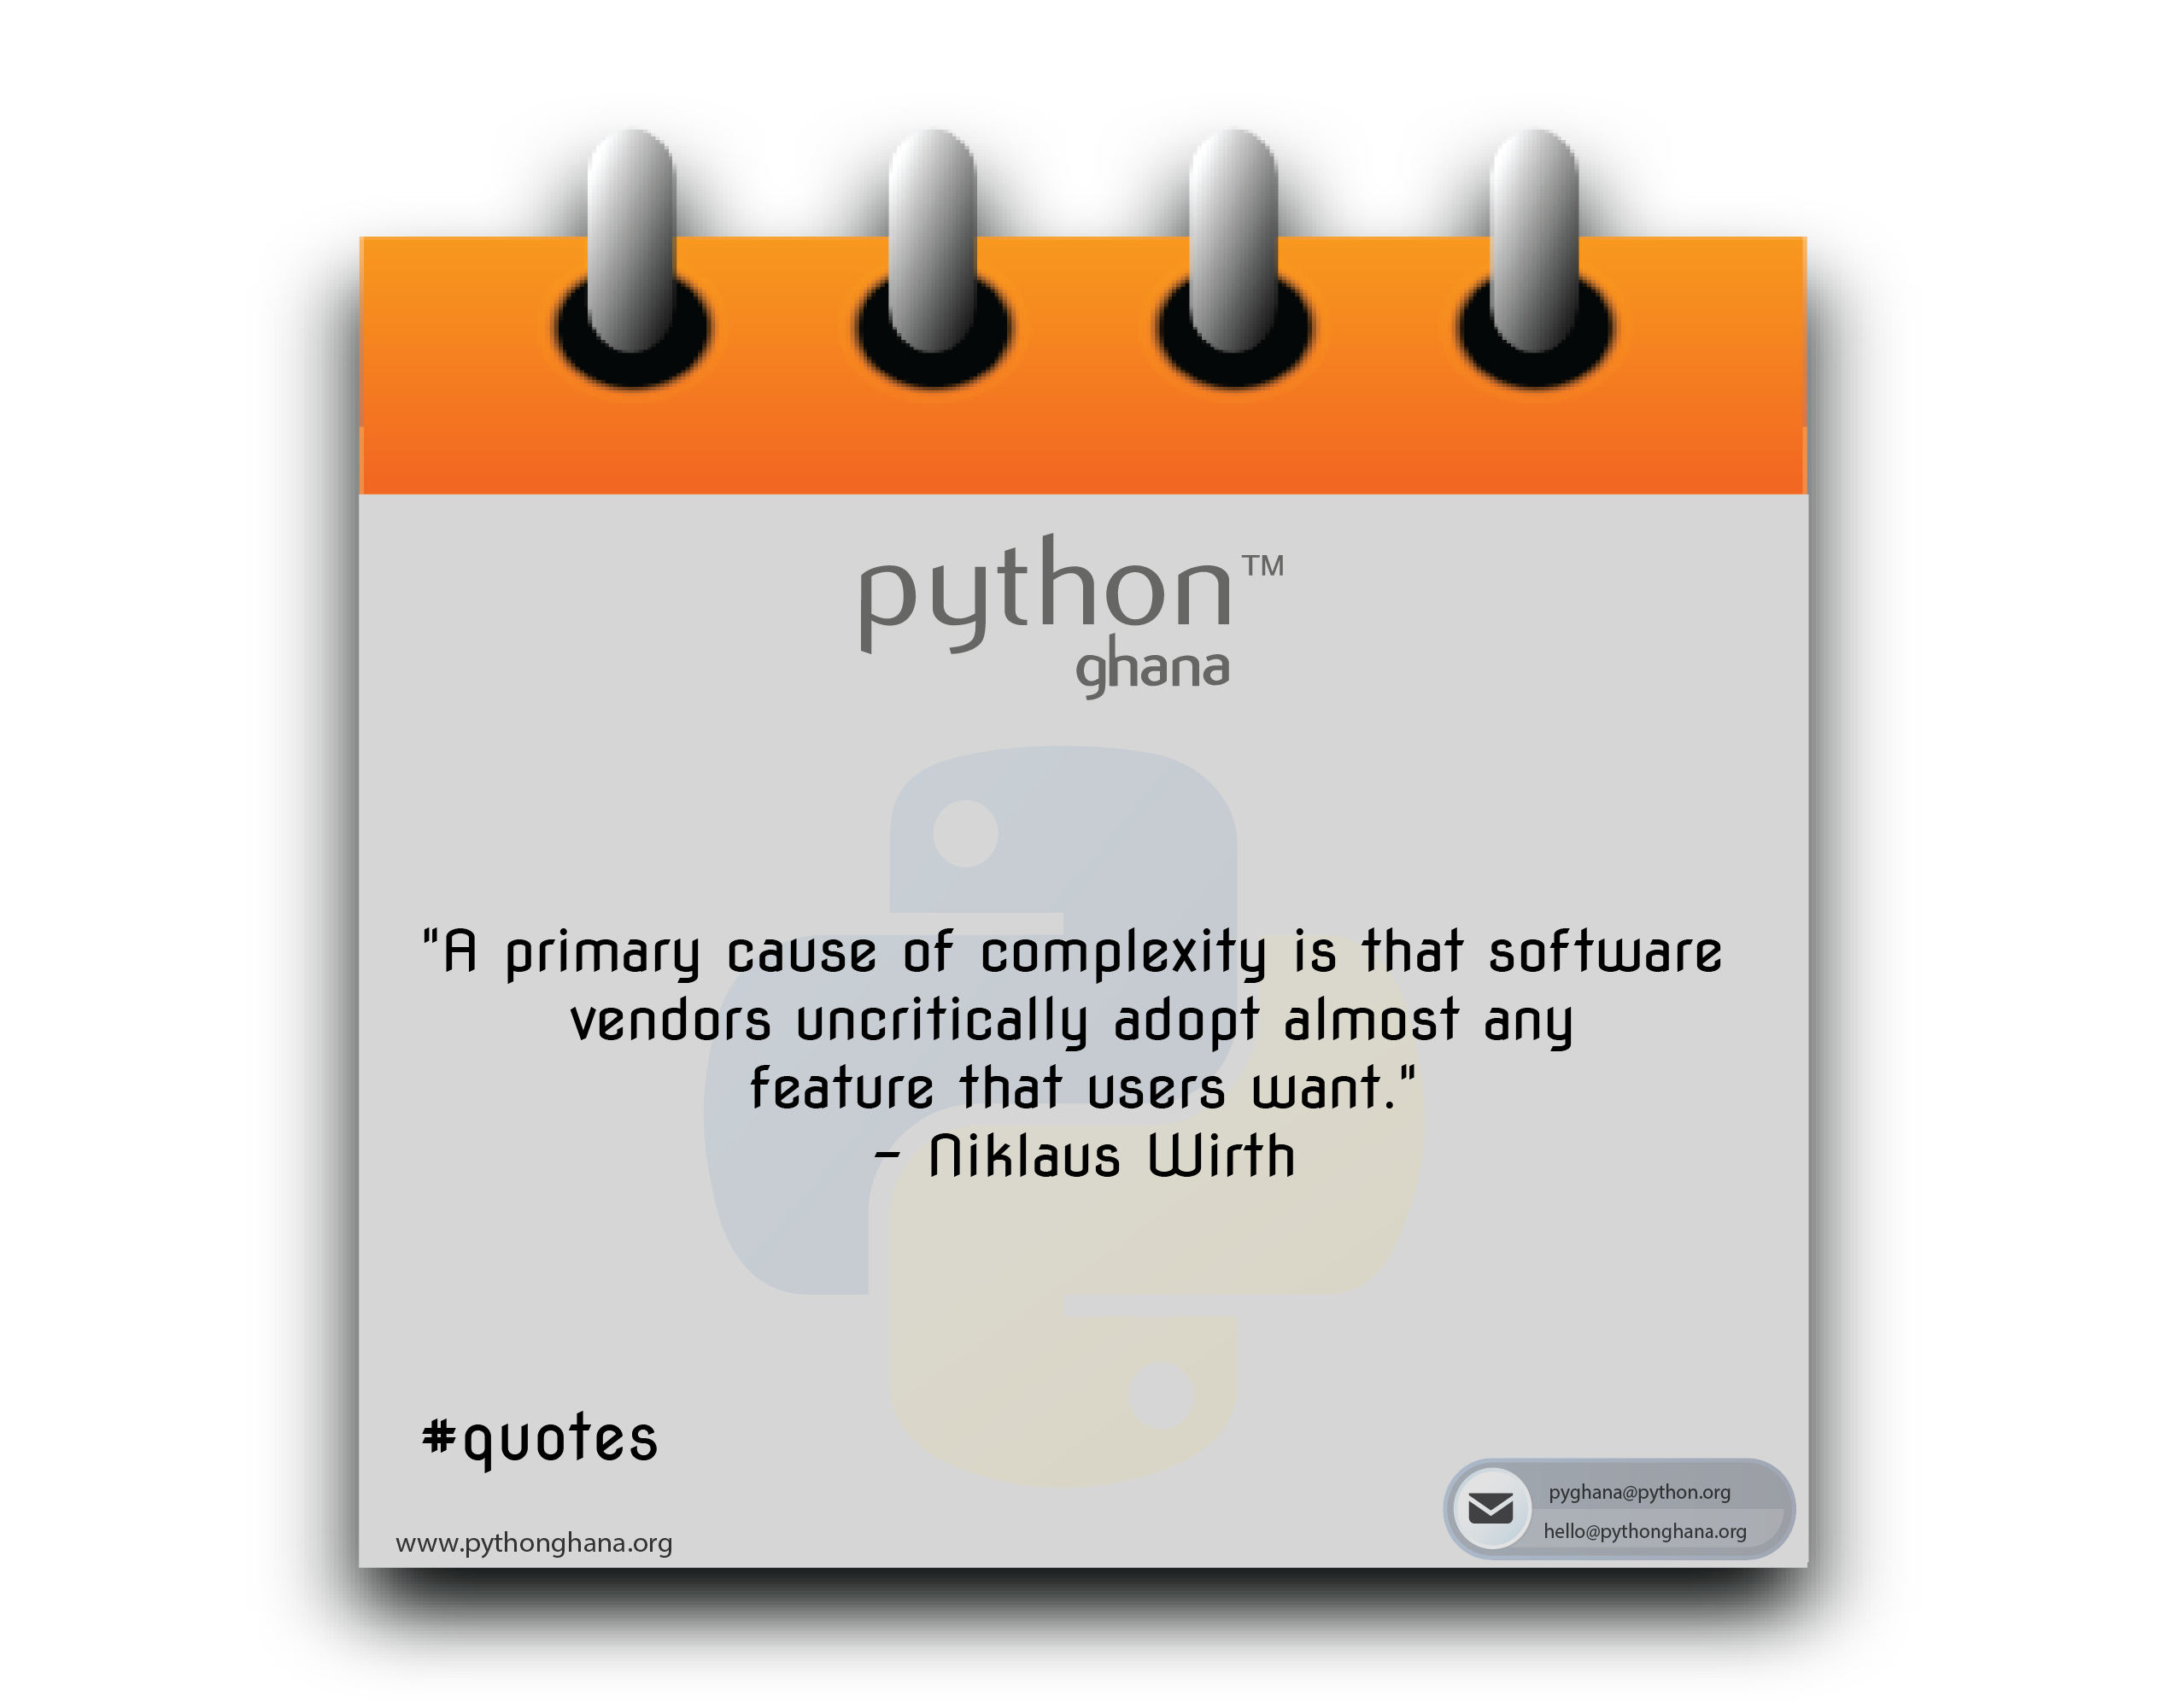 python™
ghana
"A primary cause of complexity is that software
vendors uncritically adopt almost any
feature that users want."
– Niklaus Wirth
#quotes
www.pythonghana.org
pyghana@python.org
hello@pythonghana.org